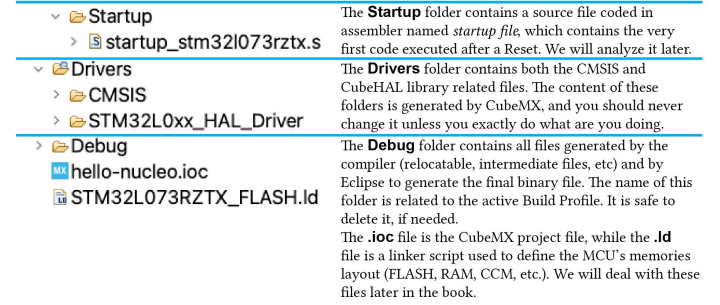 Startup
startup_stm32l073rztx.s
The Startup folder contains a source file coded in
assembler named startup file, which contains the very
first code executed after a Reset. We will analyze it later.
Drivers
CMSIS
STM32L0xx_HAL_Driver
The Drivers folder contains both the CMSIS and
CubeHAL library related files. The content of these
folders is generated by CubeMX, and you should never
change it unless you exactly do what are you doing.
Debug
MX hello-nucleo.ioc
LD STM32L073RZTX_FLASH.ld
The Debug folder contains all files generated by the
compiler (relocatable, intermediate files, etc) and by
Eclipse to generate the final binary file. The name of this
folder is related to the active Build Profile. It is safe to
delete it, if needed.
The .ioc file is the CubeMX project file, while the .ld
file is a linker script used to define the MCU's memories
layout (FLASH, RAM, CCM, etc.). We will deal with these
files later in the book.